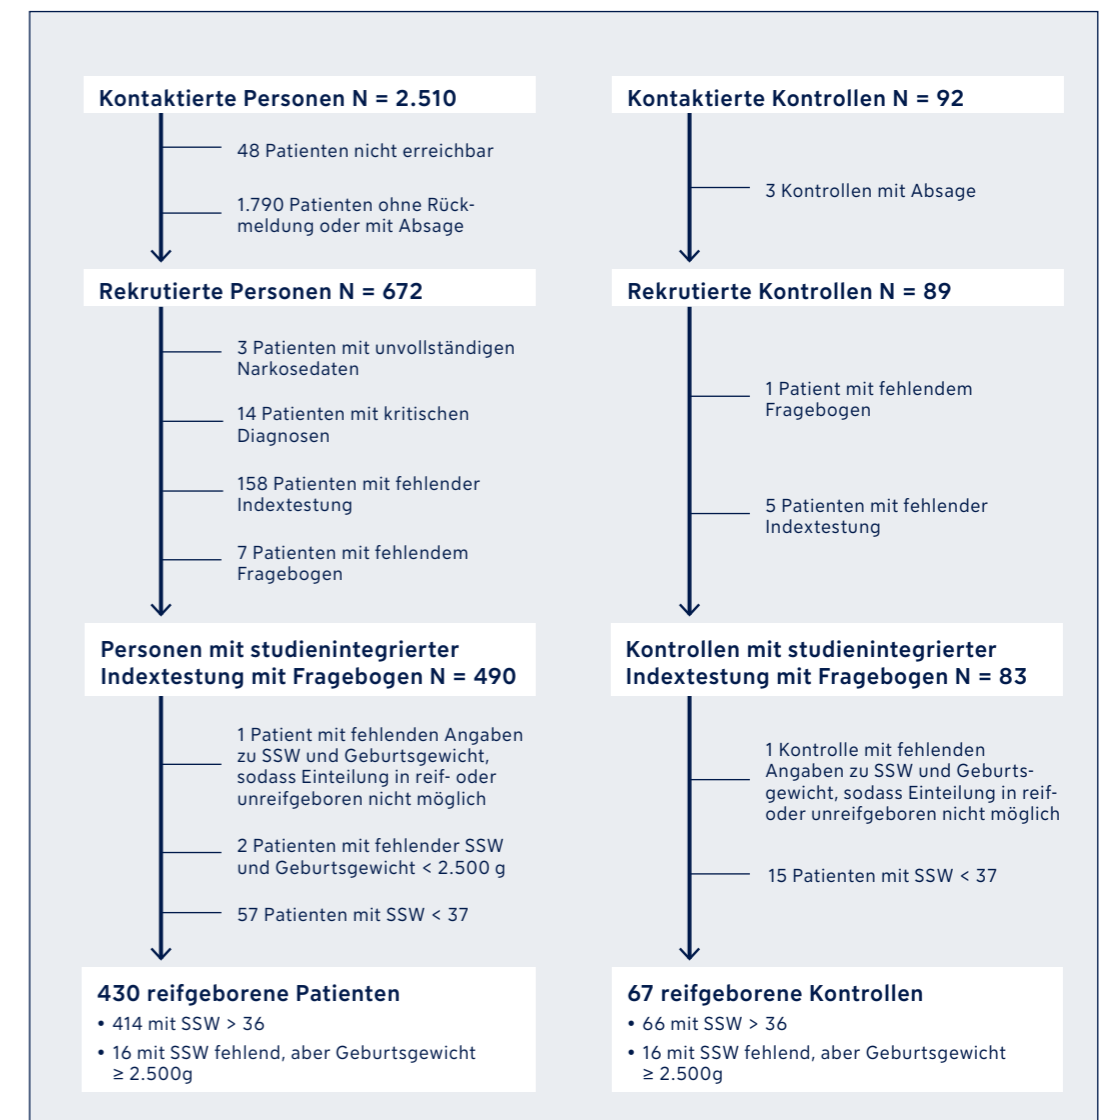 Kontaktierte Personen N = 2.510
48 Patienten nicht erreichbar
1.790 Patienten ohne Rück-
meldung oder mit Absage
Rekrutierte Personen N = 672
3 Patienten mit unvollständigen
Narkosedaten
14 Patienten mit kritischen
Diagnosen
158 Patienten mit fehlender
Indextestung
7 Patienten mit fehlendem
Fragebogen
Personen mit studienintegrierter
Indextestung mit Fragebogen N = 490
1 Patient mit fehlenden Angaben
zu SSW und Geburtsgewicht,
sodass Einteilung in reif- oder
unreifgeboren nicht möglich
2 Patienten mit fehlender SSW
und Geburtsgewicht < 2.500 g
57 Patienten mit SSW < 37
430 reifgeborene Patienten
• 414 mit SSW > 36
• 16 mit SSW fehlend, aber Geburtsgewicht
≥ 2.500g
Kontaktierte Kontrollen N = 92
3 Kontrollen mit Absage
Rekrutierte Kontrollen N = 89
1 Patient mit fehlendem
Fragebogen
5 Patienten mit fehlender
Indextestung
Kontrollen mit studienintegrierter
Indextestung mit Fragebogen N = 83
1 Kontrolle mit fehlenden
Angaben zu SSW und Geburts-
gewicht, sodass Einteilung in reif-
oder unreifgeboren nicht möglich
15 Patienten mit SSW < 37
67 reifgeborene Kontrollen
• 66 mit SSW > 36
• 16 mit SSW fehlend, aber Geburtsgewicht
≥ 2.500g